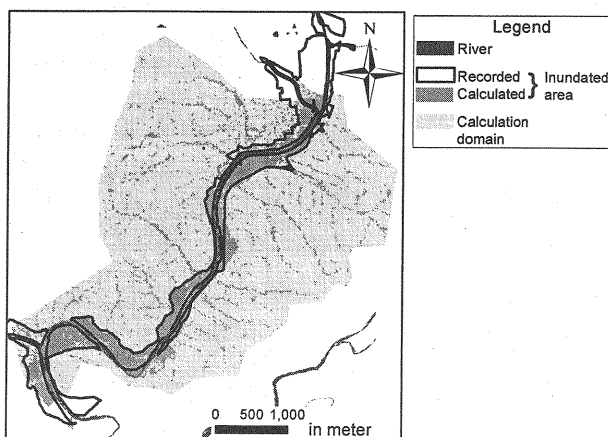 N
Legend
River
Recorded } Inundated
Calculated area
Calculation
domain
0 500 1,000
in meter